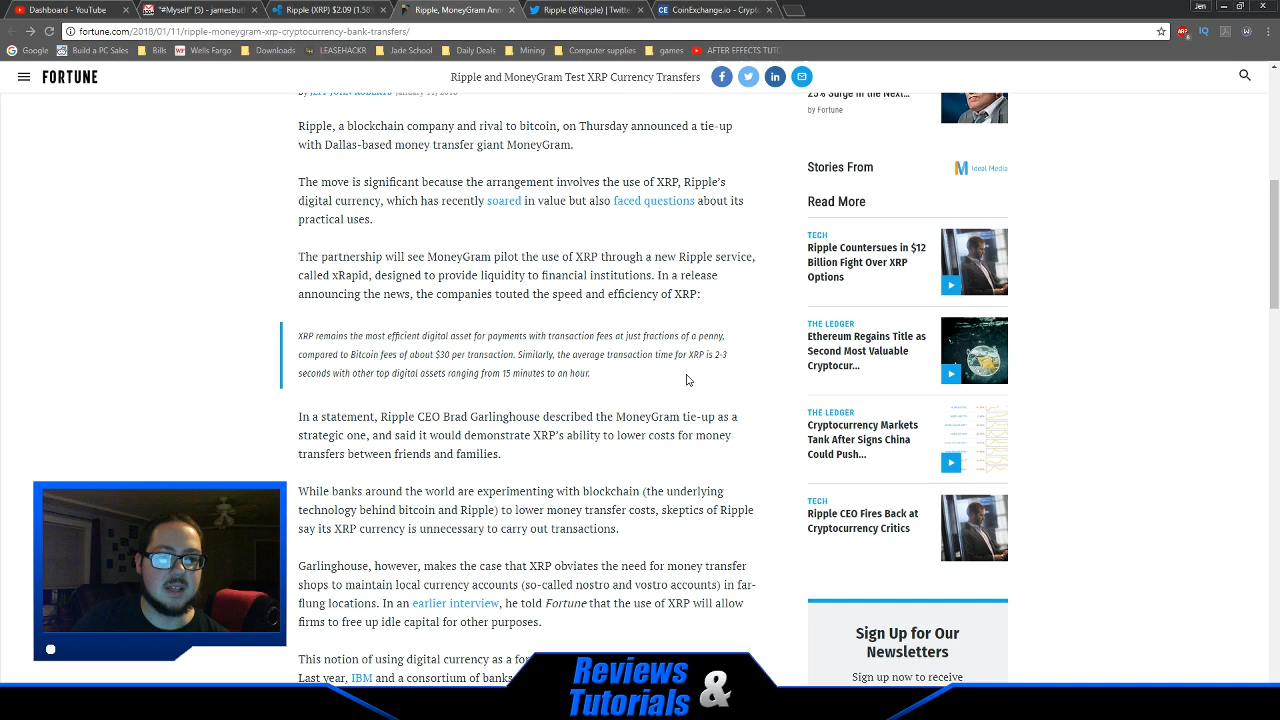 Dashboard - YouTube
"*Myself" (5) - jamesbutl
Ripple (XRP) $2.09 (1.58%
Ripple, MoneyGram Ann
Ripple (@Ripple) | Twitte
CoinExchange.io - Crypto
Jen
fortune.com/2018/01/11/ripple-moneygram-xrp-cryptocurrency-bank-transfers/
Google
Build a PC Sales
Bills
Wells Fargo
Downloads
LEASEHACKR
Jade School
Daily Deals
Mining
Computer supplies
games
AFTER EFFECTS TUTO
FORTUNE
Ripple and MoneyGram Test XRP Currency Transfers
By JEFF JOHN ROBERTS January 11, 2018
Ripple, a blockchain company and rival to bitcoin, on Thursday announced a tie-up
with Dallas-based money transfer giant MoneyGram.
The move is significant because the arrangement involves the use of XRP, Ripple's
digital currency, which has recently soared in value but also faced questions about its
practical uses.
The partnership will see MoneyGram pilot the use of XRP through a new Ripple service,
called xRapid, designed to provide liquidity to financial institutions. In a release
announcing the news, the companies touted the speed and efficiency of XRP:
XRP remains the most efficient digital asset for payments with transaction fees at just fractions of a penny,
compared to Bitcoin fees of about $30 per transaction. Similarly, the average transaction time for XRP is 2-3
seconds with other top digital assets ranging from 15 minutes to an hour.
In a statement, Ripple CEO Brad Garlinghouse described the MoneyGram tie-up as a
strategic one, and said it would demonstrate XRP's ability to lower costs for money
transfers between friends and families.
While banks around the world are experimenting with blockchain (the underlying
technology behind bitcoin and Ripple) to lower money transfer costs, skeptics of Ripple
say its XRP currency is unnecessary to carry out transactions.
Garlinghouse, however, makes the case that XRP obviates the need for money transfer
shops to maintain local currency accounts (so-called nostro and vostro accounts) in far-
flung locations. In an earlier interview, he told Fortune that the use of XRP will allow
firms to free up idle capital for other purposes.
This notion of using digital currency as a for
Last year, IBM and a consortium of banks
25% Surge in the Next...
by Fortune
Stories From
Ideal Media
Read More
TECH
Ripple Countersues in $12
Billion Fight Over XRP
Options
THE LEDGER
Ethereum Regains Title as
Second Most Valuable
Cryptocur...
THE LEDGER
Cryptocurrency Markets
Tank After Signs China
Could Push...
TECH
Ripple CEO Fires Back at
Cryptocurrency Critics
Sign Up for Our
Newsletters
Sign up now to receive
Reviews &
Tutorials